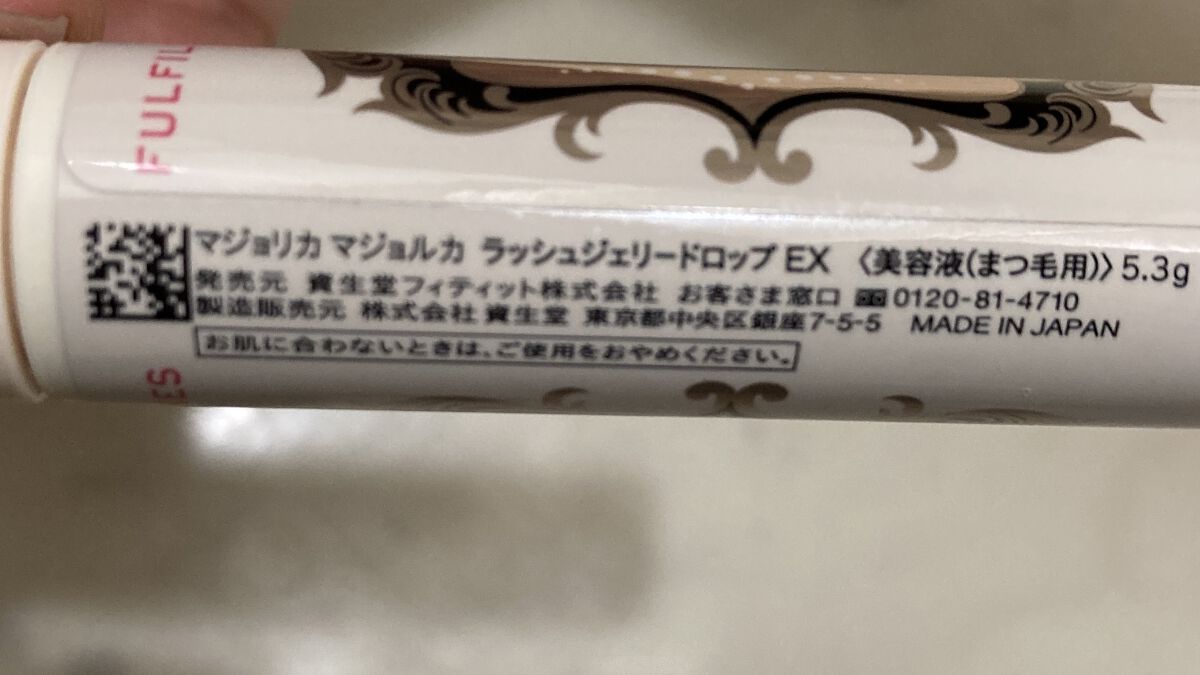 FULFIL
マジョリカ マジョルカ ラッシュジェリードロップ EX 〈美容液(まつ毛用)〉 5.3g
発売元 資生堂フィティット株式会社 お客さま窓口 0120-81-4710
製造販売元 株式会社 資生堂 東京都中央区銀座7-5-5 MADE IN JAPAN
お肌に合わないときは、ご使用をおやめください。
ES